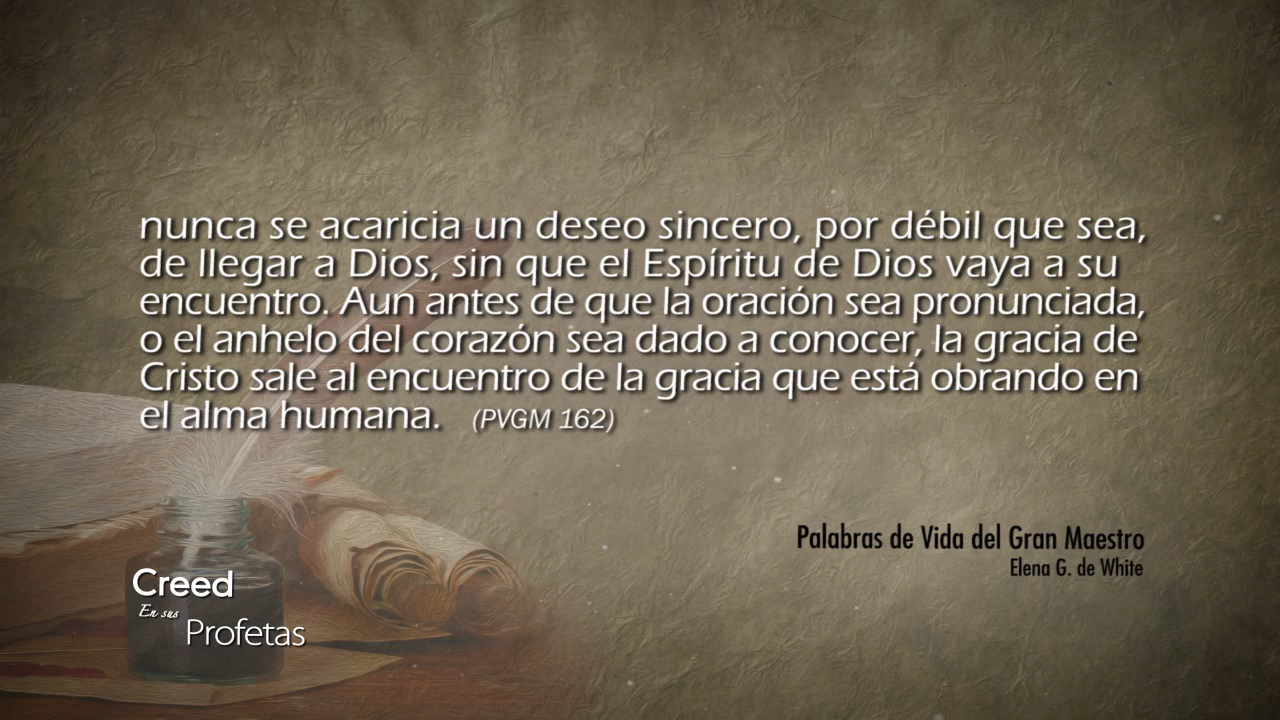 nunca se acaricia un deseo sincero, por débil que sea,
de llegar a Dios, sin que el Espíritu de Dios vaya a su
encuentro. Aun antes de que la oración sea pronunciada,
o el anhelo del corazón sea dado a conocer, la gracia de
Cristo sale al encuentro de la gracia que está obrando en
el alma humana. (PVGM 162)
Palabras de Vida del Gran Maestro
Elena G. de White
Creed
En sus
Profetas